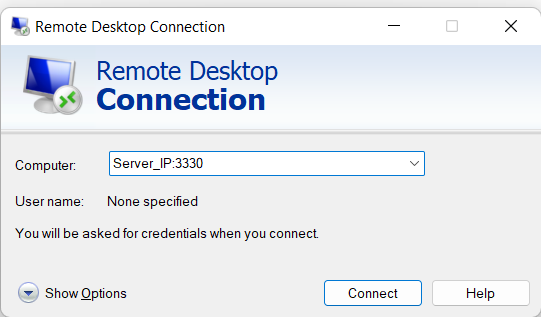 Remote Desktop Connection
Remote Desktop
Connection
Computer: Server_IP:3330
User name: None specified
You will be asked for credentials when you connect.
Show Options Connect Help